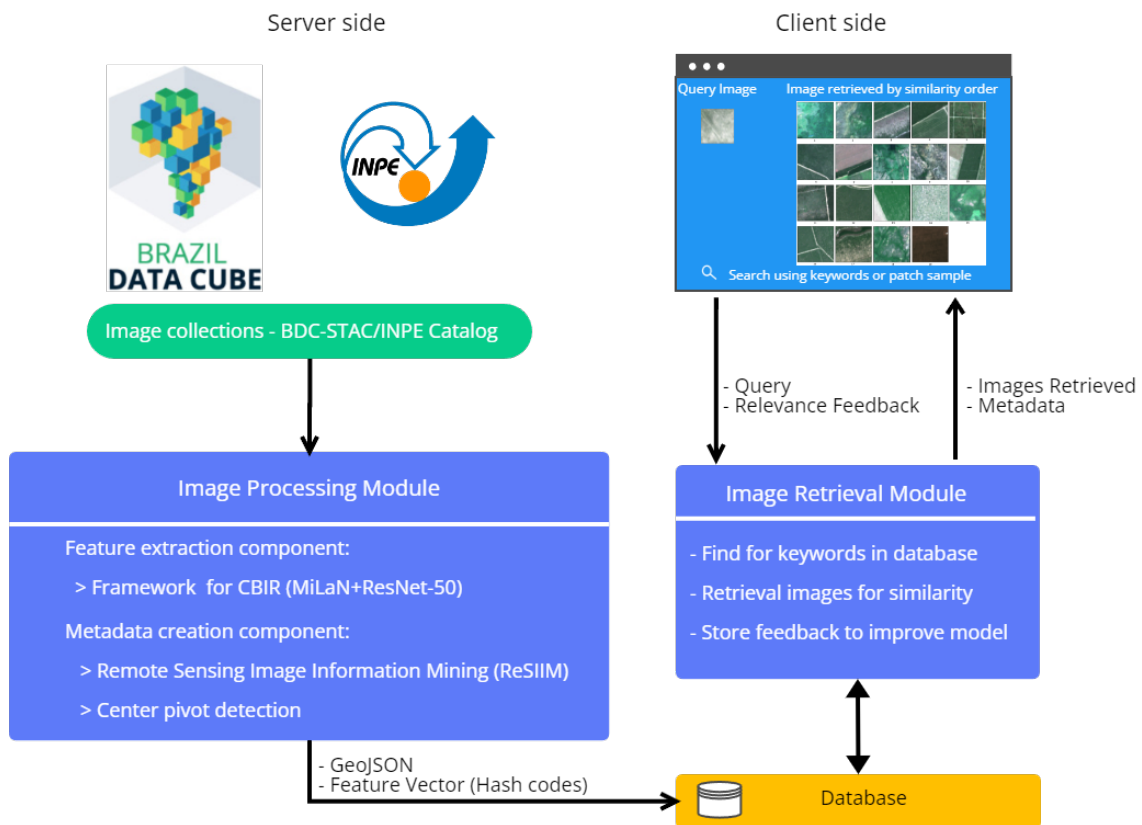 Server side
Client side
BRAZIL
DATA CUBE
INPE
Query Image
Image retrieved by similarity order
Search using keywords or patch sample
Image collections - BDC-STAC/INPE Catalog
- Query
- Relevance Feedback
- Images Retrieved
- Metadata
Image Processing Module
Feature extraction component:
> Framework for CBIR (MiLaN+ResNet-50)
Metadada creation component:
> Remote Sensing Image Information Mining (ReSIIM)
> Center pivot detection
Image Retrieval Module
- Find for keywords in database
- Retrieval images for similarity
- Store feedback to improve model
- GeoJSON
- Feature Vector (Hash codes)
Database